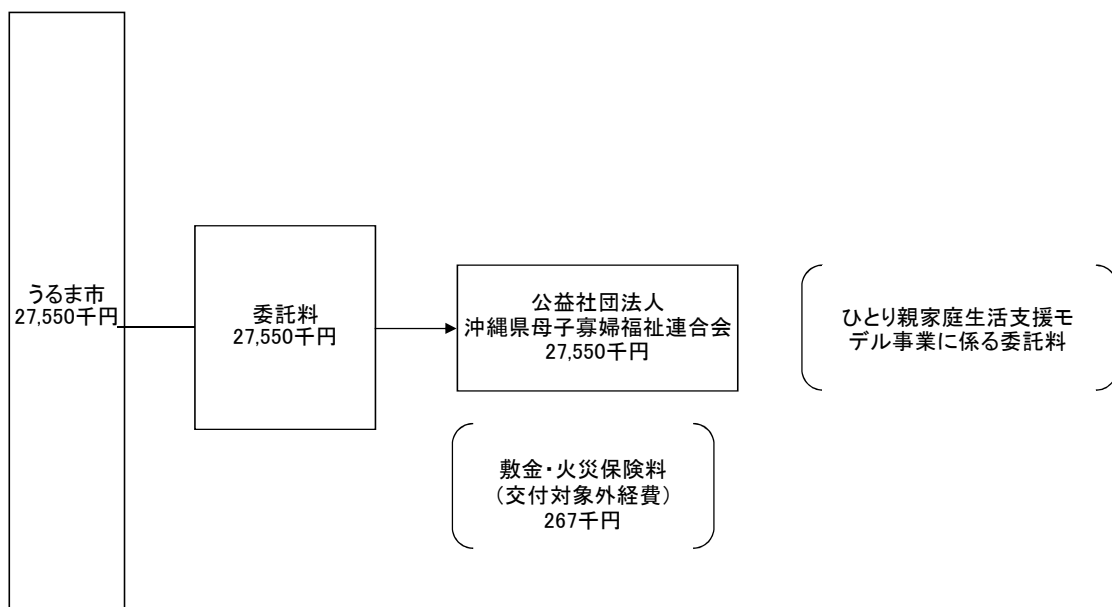 うるま市
27,550千円
委託料
27,550千円
公益社団法人
沖縄県母子寡婦福祉連合会
27,550千円
ひとり親家庭生活支援モ
デル事業に係る委託料
敷金・火災保険料
（交付対象外経費）
267千円